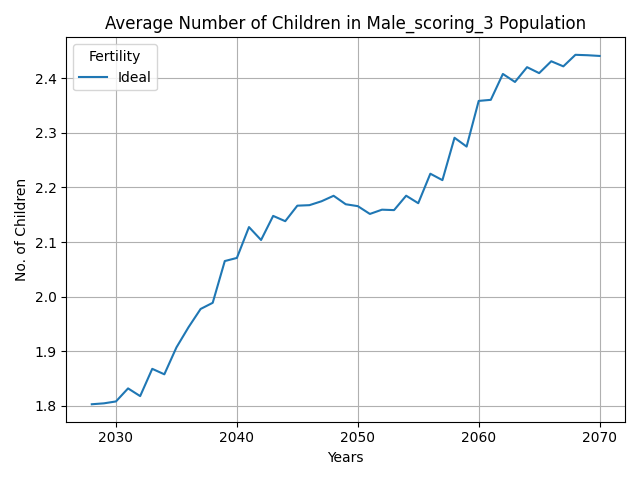 Average Number of Children in Male_scoring_3 Population
Fertility
Ideal
No. of Children
2.4
2.3
2.2
2.1
2.0
1.9
1.8
2030 2040 2050 2060 2070
Years